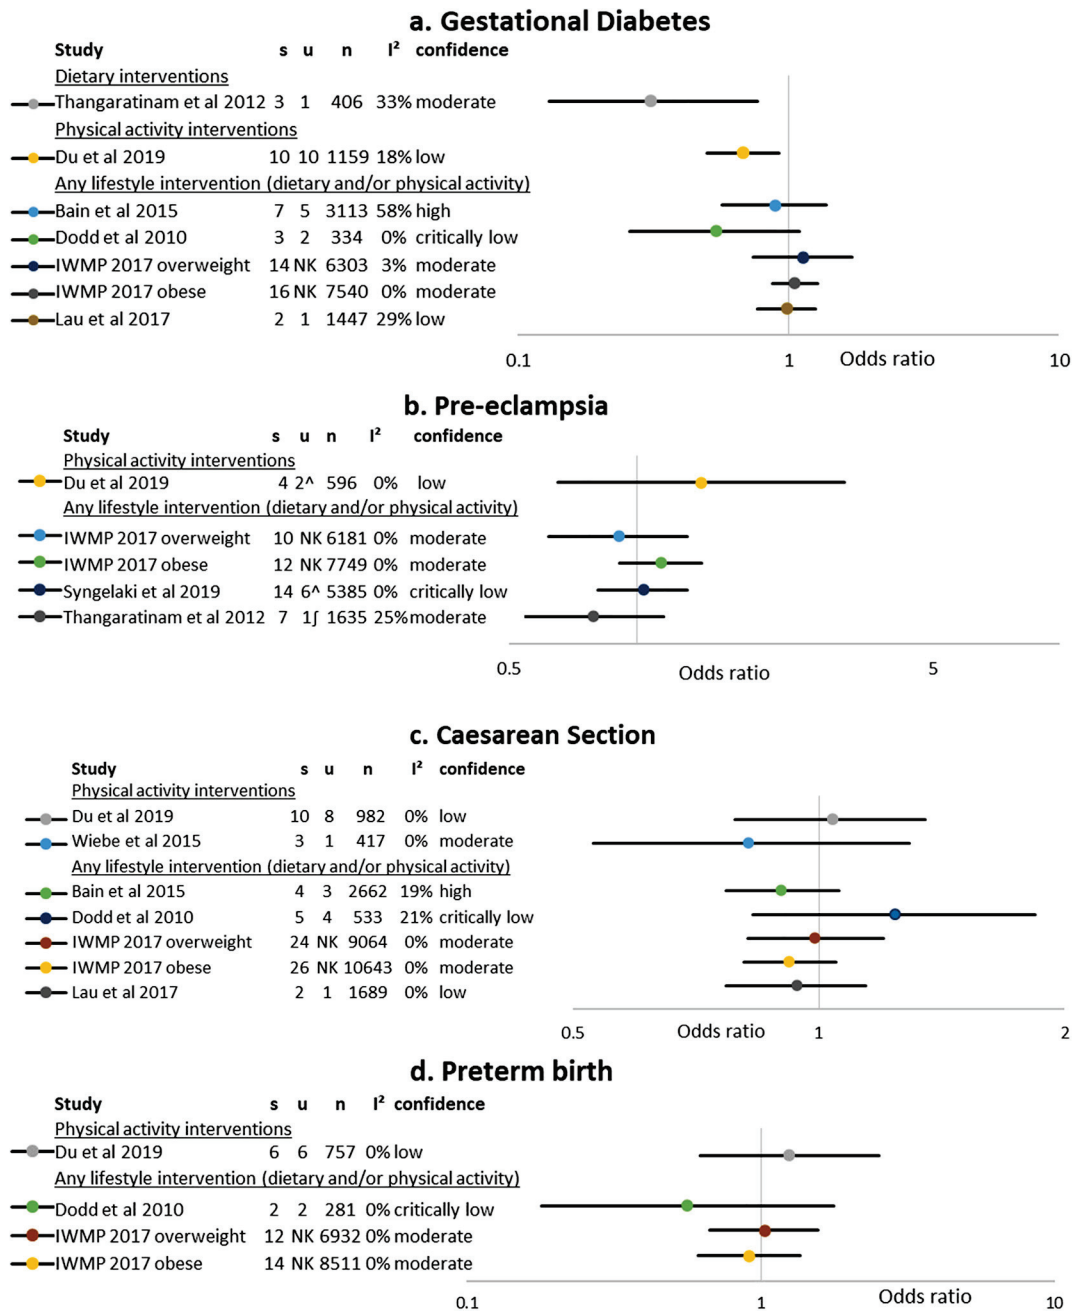 a. Gestational Diabetes
Study s u n I² confidence
Dietary interventions
Thangaratinam et al 2012 3 1 406 33% moderate
Physical activity interventions
Du et al 2019 10 10 1159 18% low
Any lifestyle intervention (dietary and/or physical activity)
Bain et al 2015 7 5 3113 58% high
Dodd et al 2010 3 2 334 0% critically low
IWMP 2017 overweight 14 NK 6303 3% moderate
IWMP 2017 obese 16 NK 7540 0% moderate
Lau et al 2017 2 1 1447 29% low
0.1 1 Odds ratio 10
b. Pre-eclampsia
Study s u n I² confidence
Physical activity interventions
Du et al 2019 4 2^ 596 0% low
Any lifestyle intervention (dietary and/or physical activity)
IWMP 2017 overweight 10 NK 6181 0% moderate
IWMP 2017 obese 12 NK 7749 0% moderate
Syngelaki et al 2019 14 6^ 5385 0% critically low
Thangaratinam et al 2012 7 1∫ 1635 25% moderate
0.5 Odds ratio 5
c. Caesarean Section
Study s u n I² confidence
Physical activity interventions
Du et al 2019 10 8 982 0% low
Wiebe et al 2015 3 1 417 0% moderate
Any lifestyle intervention (dietary and/or physical activity)
Bain et al 2015 4 3 2662 19% high
Dodd et al 2010 5 4 533 21% critically low
IWMP 2017 overweight 24 NK 9064 0% moderate
IWMP 2017 obese 26 NK 10643 0% moderate
Lau et al 2017 2 1 1689 0% low
0.5 Odds ratio 1 2
d. Preterm birth
Study s u n I² confidence
Physical activity interventions
Du et al 2019 6 6 757 0% low
Any lifestyle intervention (dietary and/or physical activity)
Dodd et al 2010 2 2 281 0% critically low
IWMP 2017 overweight 12 NK 6932 0% moderate
IWMP 2017 obese 14 NK 8511 0% moderate
0.1 1 Odds ratio 10